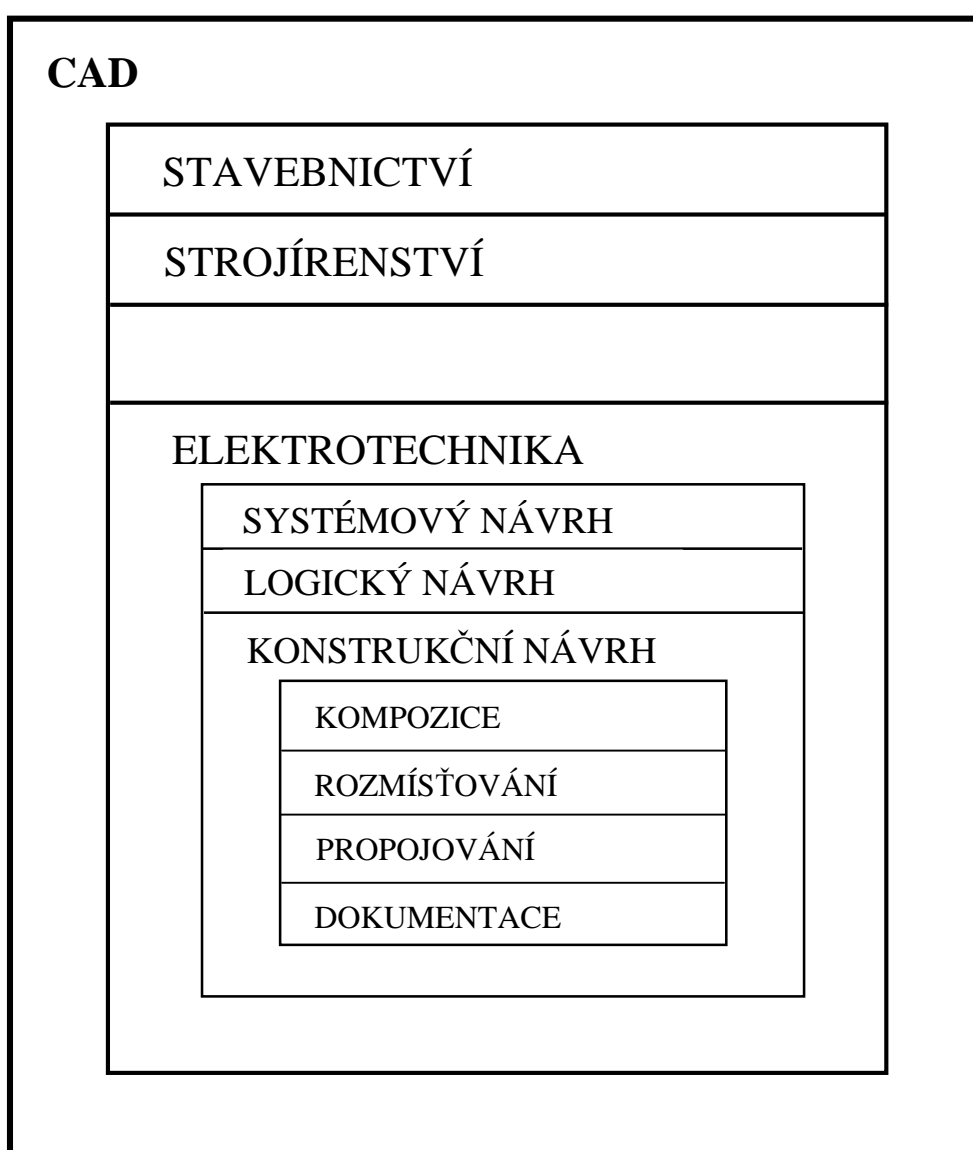 CAD
STAVEBNICTVÍ
STROJÍRENSTVÍ
ELEKTROTECHNIKA
SYSTÉMOVÝ NÁVRH
LOGICKÝ NÁVRH
KONSTRUKČNÍ NÁVRH
KOMPOZICE
ROZMÍSŤOVÁNÍ
PROPOJOVÁNÍ
DOKUMENTACE